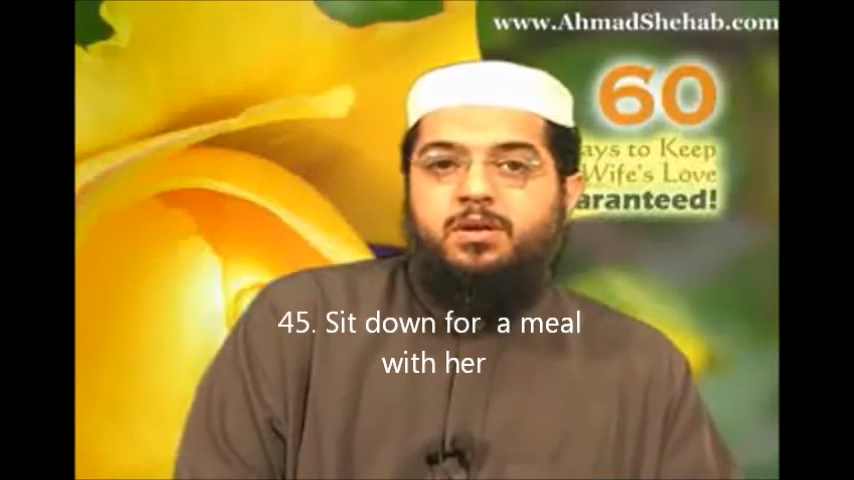 www.AhmadShehab.com
60
ays to Keep
Wife's Love
aranteed!
45. Sit down for a meal
with her